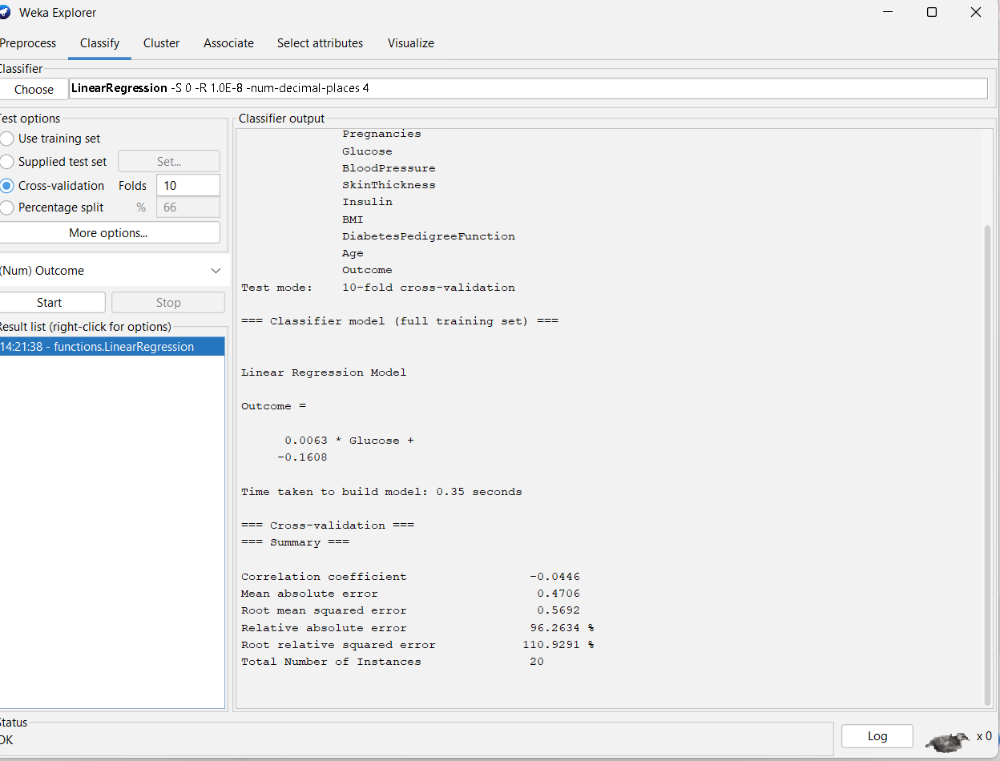 Weka Explorer
Preprocess Classify Cluster Associate Select attributes Visualize
Classifier
Choose LinearRegression -S 0 -R 1.0E-8 -num-decimal-places 4
Test options
Use training set
Supplied test set Set...
Cross-validation Folds 10
Percentage split % 66
More options...
(Num) Outcome
Start Stop
Result list (right-click for options)
14:21:38 - functions.LinearRegression
Classifier output
Pregnancies
Glucose
BloodPressure
SkinThickness
Insulin
BMI
DiabetesPedigreeFunction
Age
Outcome
Test mode: 10-fold cross-validation
=== Classifier model (full training set) ===
Linear Regression Model
Outcome =
0.0063 * Glucose +
-0.1608
Time taken to build model: 0.35 seconds
=== Cross-validation ===
=== Summary ===
Correlation coefficient -0.0446
Mean absolute error 0.4706
Root mean squared error 0.5692
Relative absolute error 96.2634 %
Root relative squared error 110.9291 %
Total Number of Instances 20
Status
OK
Log x 0